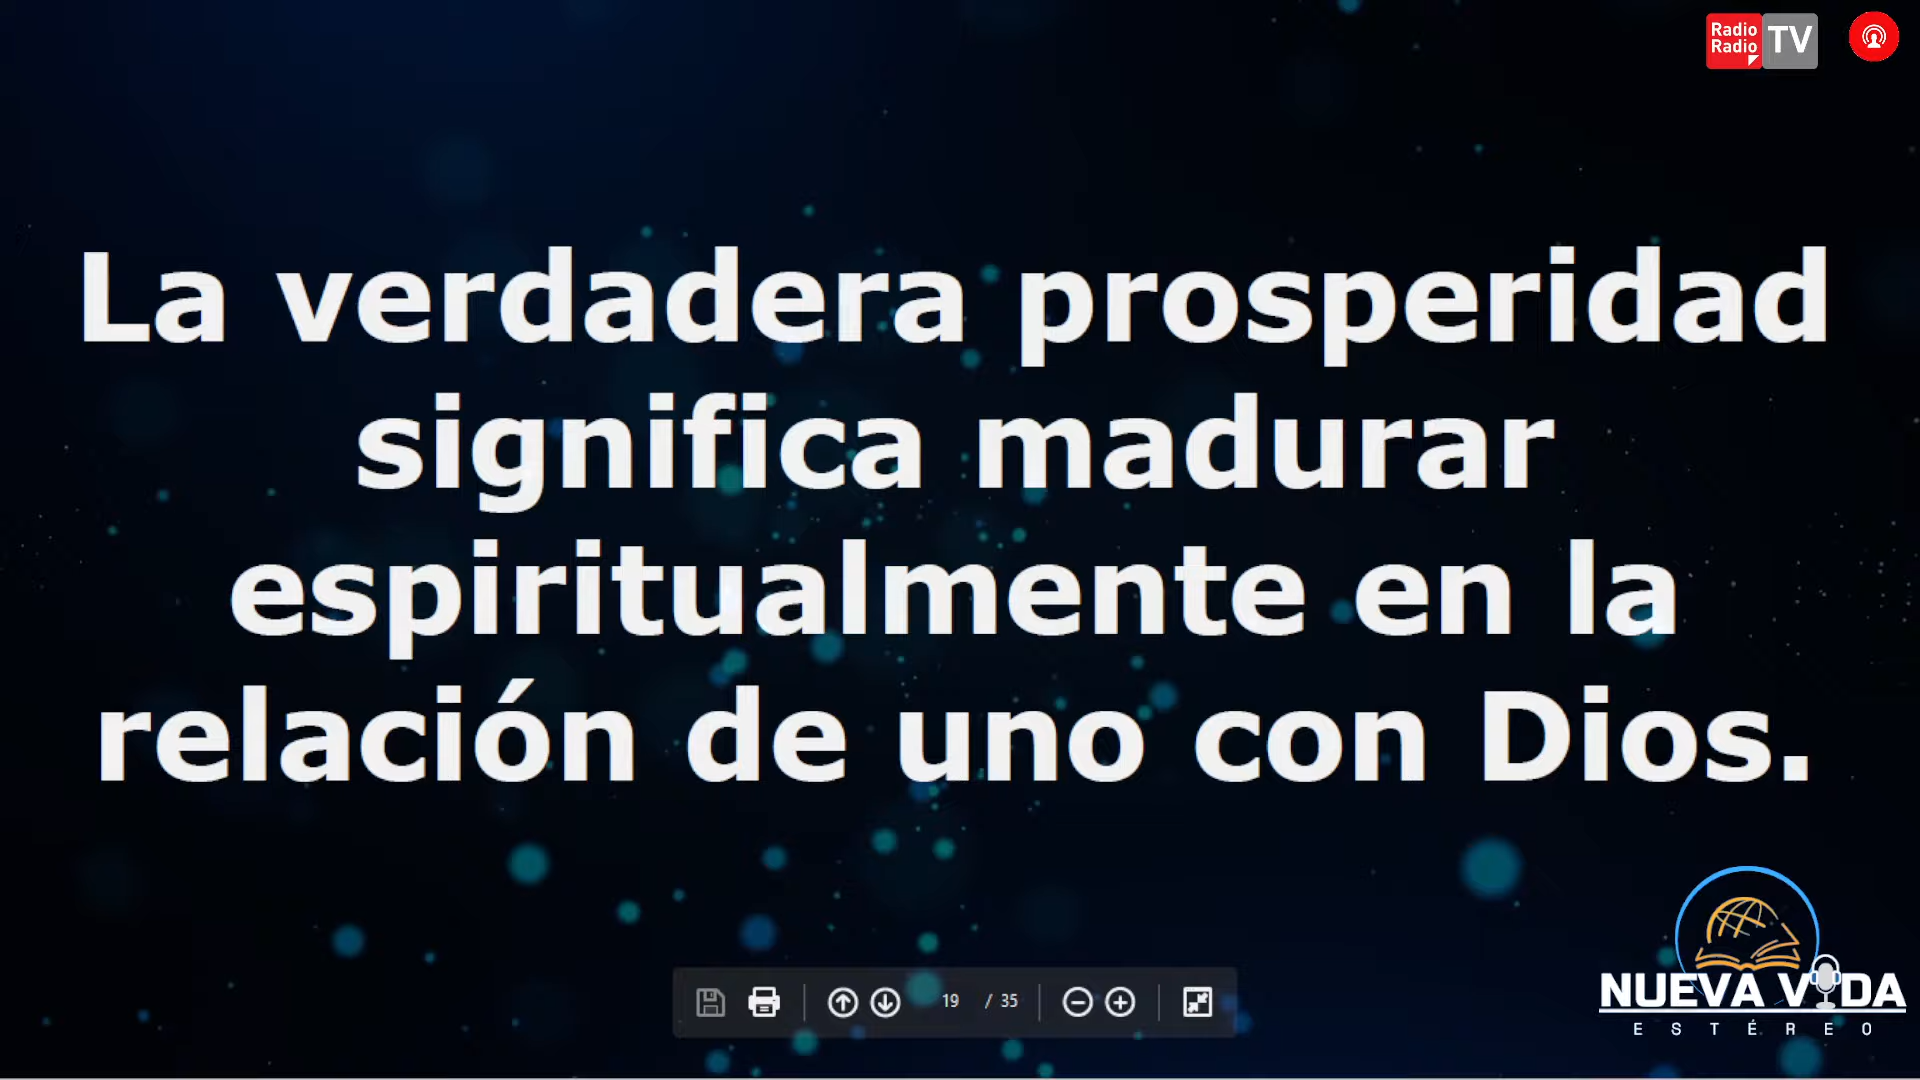 Radio
Radio
TV
La verdadera prosperidad
significa madurar
espiritualmente en la
relación de uno con Dios.
19 / 35
NUEVA VIDA
ESTÉREO